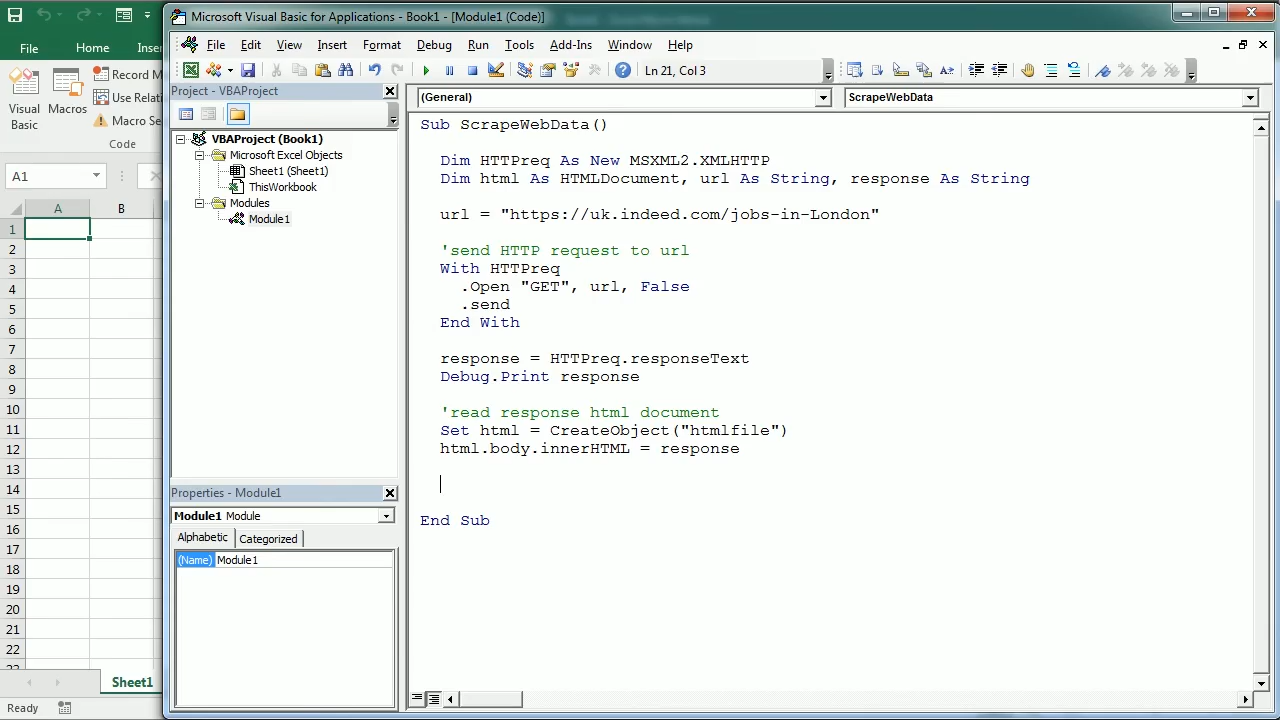 Microsoft Visual Basic for Applications - Book1 - [Module1 (Code)]
File Home Inser
File Edit View Insert Format Debug Run Tools Add-Ins Window Help
Ln 21, Col 3
Visual Basic
Macros
Record M
Use Relati
Macro Se
Code
A1
A B
1
2
3
4
5
6
7
8
9
10
11
12
13
14
15
16
17
18
19
20
21
22
Sheet1
Ready
Project - VBAProject
VBAProject (Book1)
Microsoft Excel Objects
Sheet1 (Sheet1)
ThisWorkbook
Modules
Module1
Properties - Module1
Module1 Module
Alphabetic Categorized
(Name) Module1
(General) ScrapeWebData
Sub ScrapeWebData()
Dim HTTPreq As New MSXML2.XMLHTTP
Dim html As HTMLDocument, url As String, response As String
url = "https://uk.indeed.com/jobs-in-London"
'send HTTP request to url
With HTTPreq
.Open "GET", url, False
.send
End With
response = HTTPreq.responseText
Debug.Print response
'read response html document
Set html = CreateObject("htmlfile")
html.body.innerHTML = response
End Sub